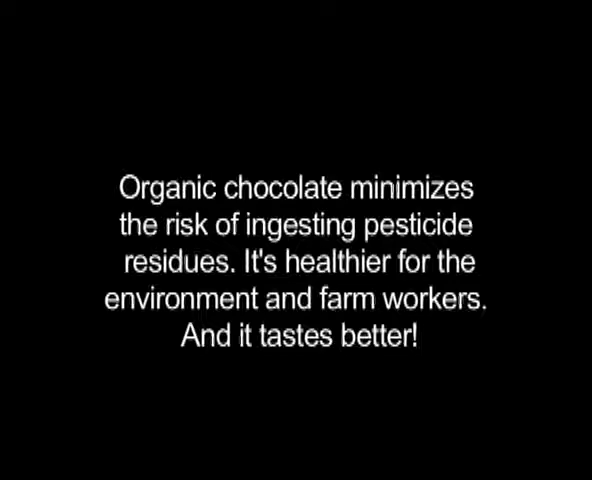 Organic chocolate minimizes
the risk of ingesting pesticide
residues. It's healthier for the
environment and farm workers.
And it tastes better!